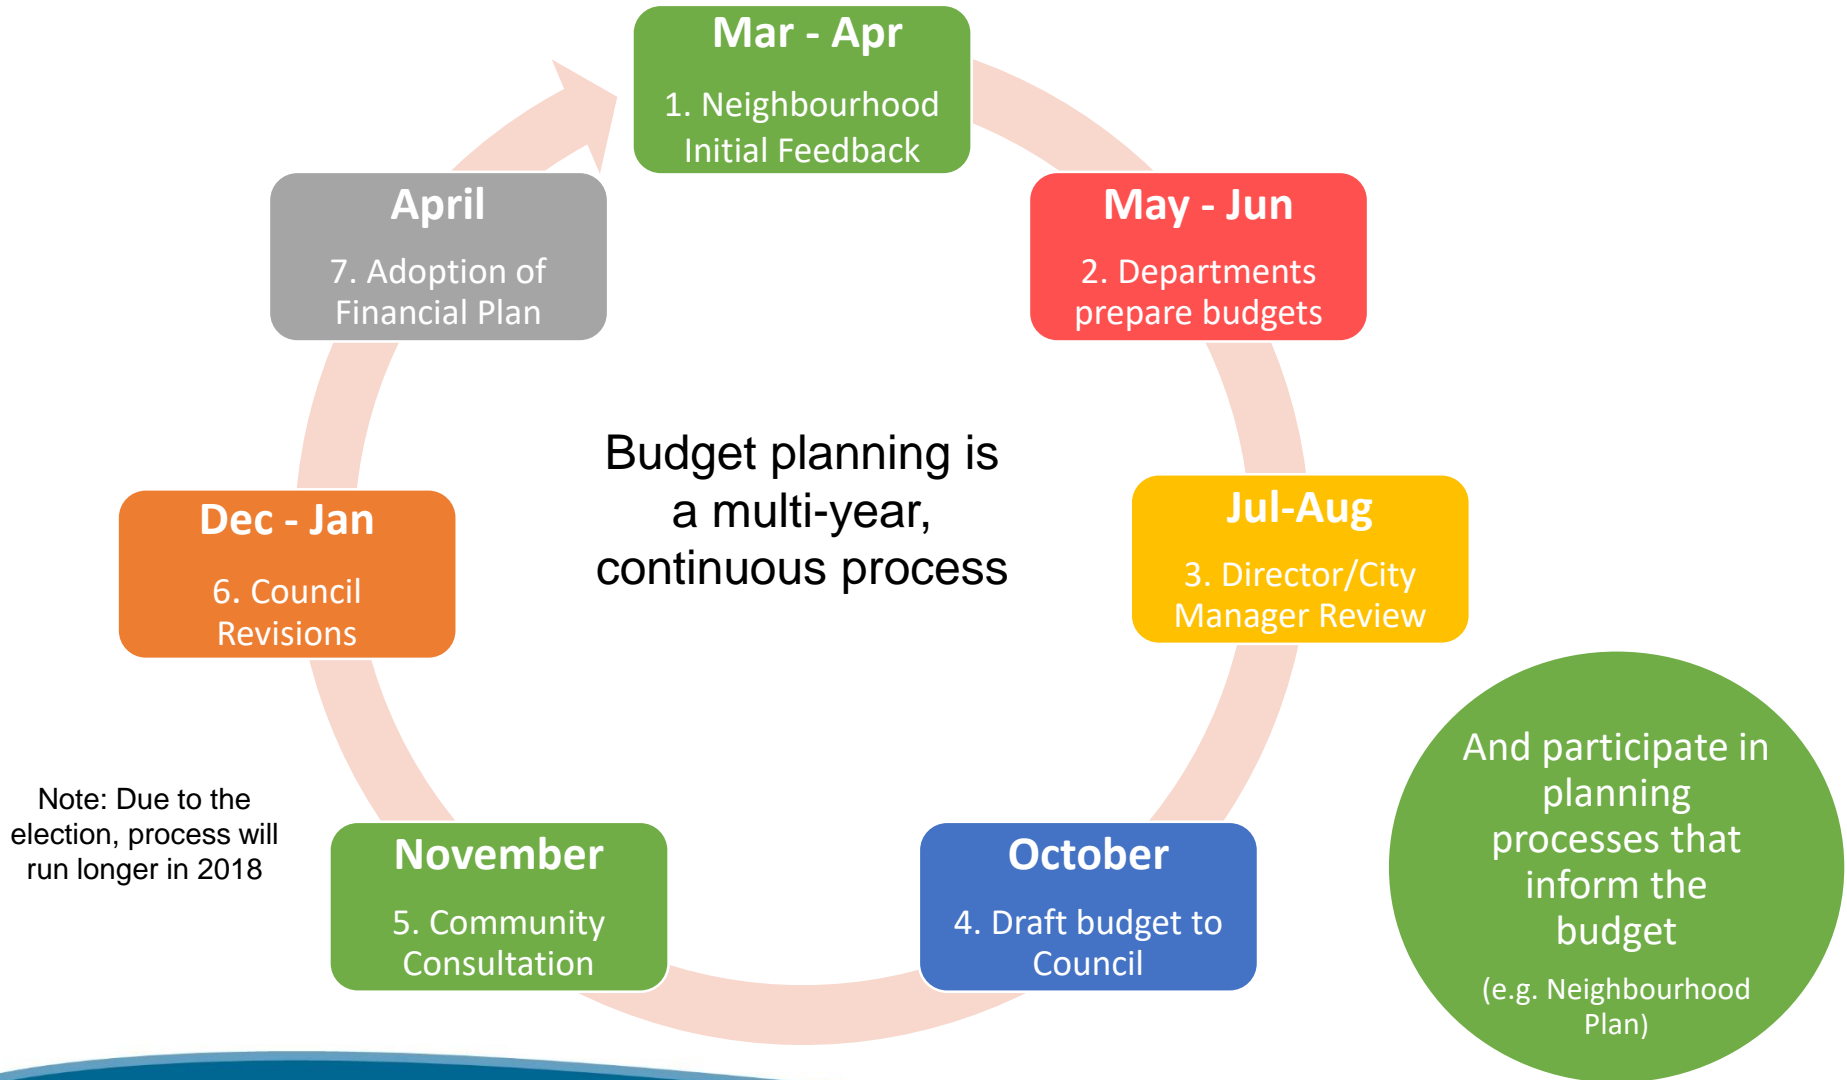 Mar - Apr
1. Neighbourhood
Initial Feedback
May - Jun
2. Departments
prepare budgets
Jul-Aug
3. Director/City
Manager Review
October
4. Draft budget to
Council
November
5. Community
Consultation
Dec - Jan
6. Council
Revisions
April
7. Adoption of
Financial Plan
Budget planning is
a multi-year,
continuous process
Note: Due to the
election, process will
run longer in 2018
And participate in
planning
processes that
inform the
budget
(e.g. Neighbourhood
Plan)